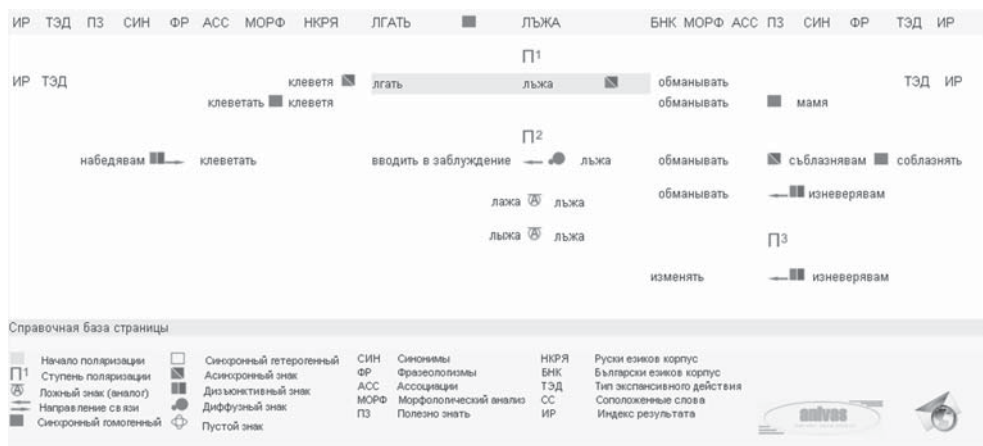 ИР ТЭД ПЗ СИН ФР АСС МОРФ НКРЯ ЛГАТЬ ЛЪЖА БНК МОРФ АСС ПЗ СИН ФР ТЭД ИР
П1
ИР ТЭД клеветя лгать лъжа обманывать ТЭД ИР
клеветать клеветя обманывать мамя
П2
набедявам клеветать вводить в заблуждение лъжа обманывать съблазнявам соблазнять
обманывать изневерявам
лажа лъжа
лыжа лъжа
П3
изменять изневерявам
Справочная база страницы
Начало поляризации Синхронный гетерогенный СИН Синонимы НКРЯ Руски езиков корпус
П1 Ступень поляризации Асинхронный знак ФР Фразеологизмы БНК Български езиков корпус
Ложный знак (аналог) Дизъюнктивный знак АСС Ассоциации ТЭД Тип экспансивного действия
Направление связи Диффузный знак МОРФ Морфологический анализ СС Соположенные слова
Синхронный гомогенный Пустой знак ПЗ Полезно знать ИР Индекс результата
anivas